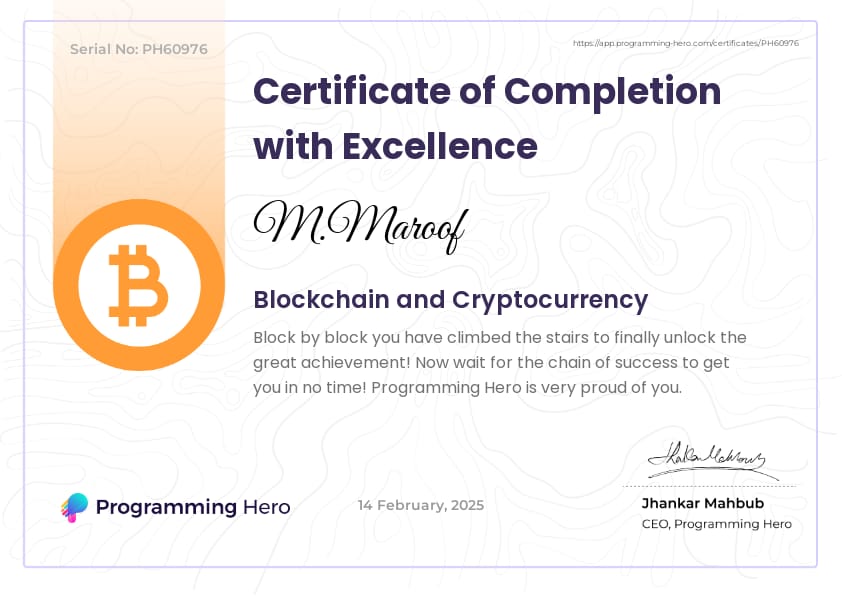 Serial No: PH60976
https://app.programming-hero.com/certificates/PH60976
Certificate of Completion
with Excellence
M.Maroof
Blockchain and Cryptocurrency
Block by block you have climbed the stairs to finally unlock the
great achievement! Now wait for the chain of success to get
you in no time! Programming Hero is very proud of you.
Programming Hero
14 February, 2025
Jhankar Mahbub
CEO, Programming Hero